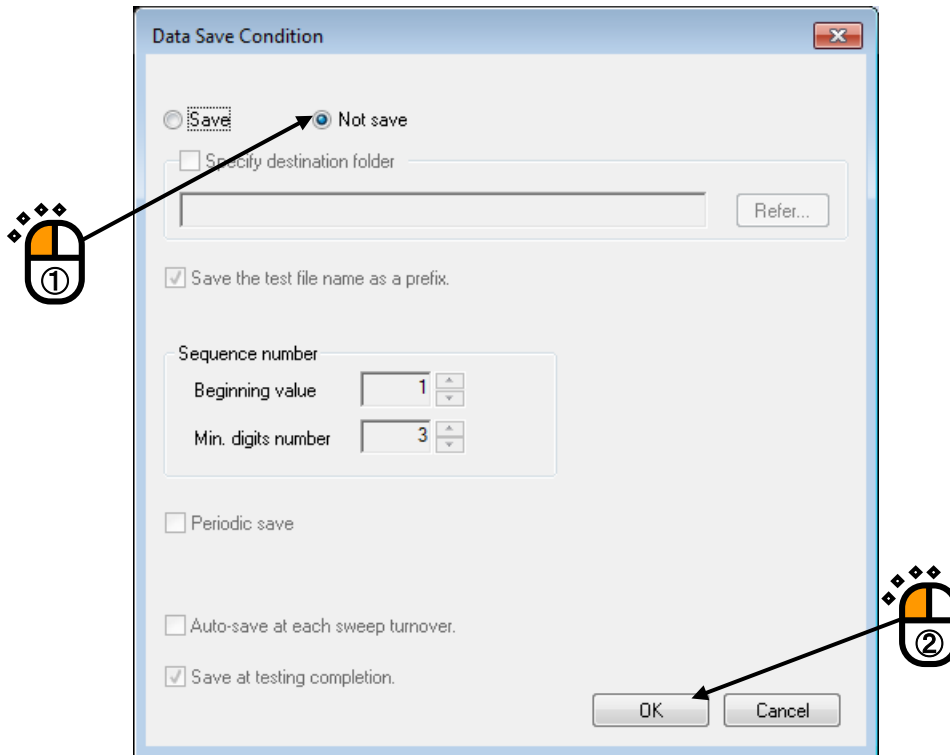 Data Save Condition
Save Not save
Specify destination folder
Refer...
① Save the test file name as a prefix.
Sequence number
Beginning value 1
Min. digits number 3
Periodic save
Auto-save at each sweep turnover.
②
Save at testing completion.
OK Cancel